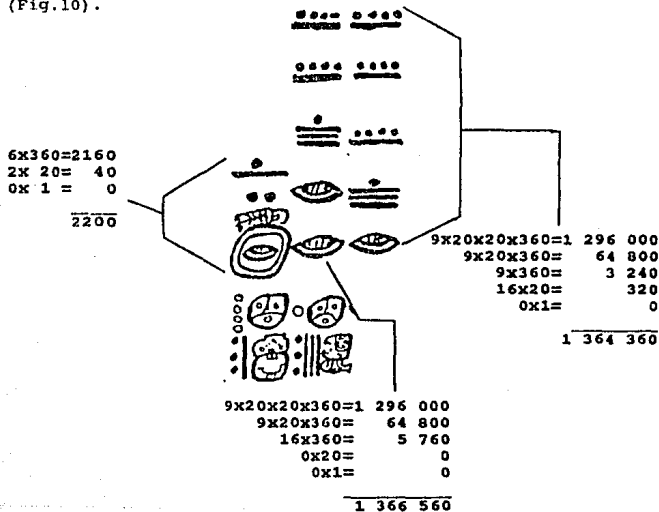 (Fig.10).
6x360=2160
2x 20= 40
0x 1 = 0
2200
9x20x20x360=1 296 000
9x20x360= 64 800
9x360= 3 240
16x20= 320
0x1= 0
1 364 360
9x20x20x360=1 296 000
9x20x360= 64 800
16x360= 5 760
0x20= 0
0x1= 0
1 366 560